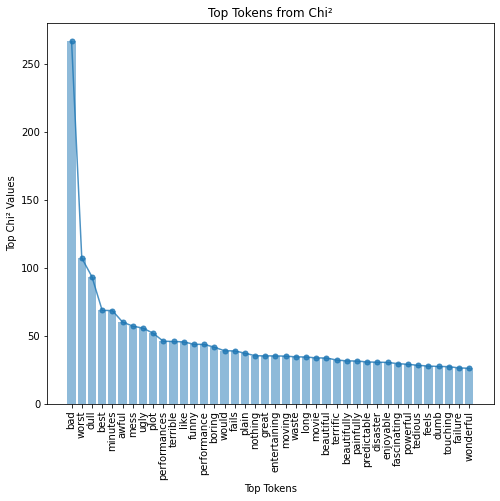 Top Tokens from Chi²
Top Chi² Values
250
200
150
100
50
0
bad
worst
dull
best
minutes
awful
mess
ugly
plot
performances
terrible
like
funny
performance
boring
would
fails
plain
nothing
great
entertaining
moving
waste
long
movie
beautiful
terrific
beautifully
painfully
predictable
disaster
enjoyable
fascinating
powerful
tedious
feels
dumb
touching
failure
wonderful
Top Tokens